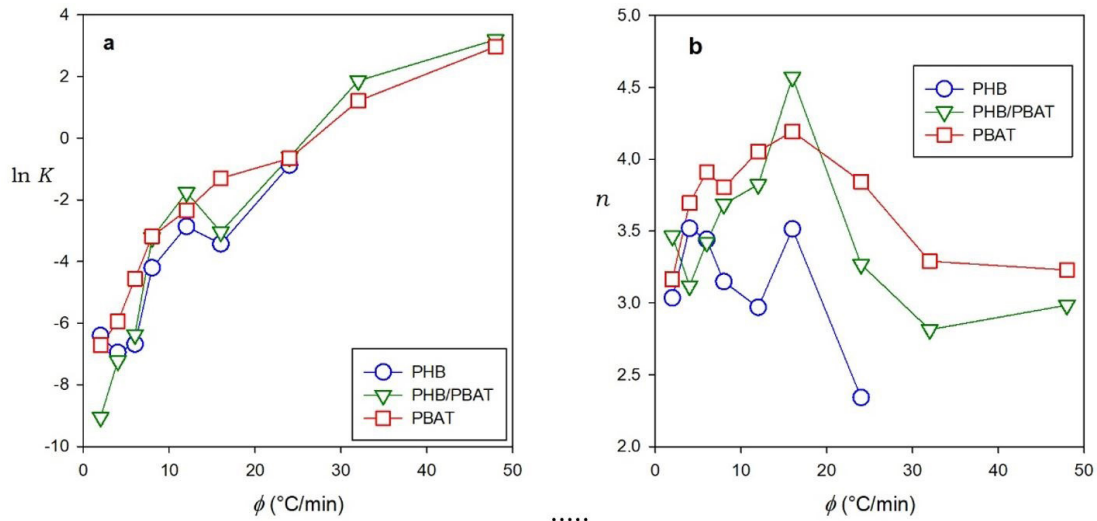 a
ln K
4
2
0
-2
-4
-6
-8
-10
0 10 20 30 40 50
ϕ (°C/min)
PHB
PHB/PBAT
PBAT
b
n
5.0
4.5
4.0
3.5
3.0
2.5
2.0
0 10 20 30 40 50
ϕ (°C/min)
PHB
PHB/PBAT
PBAT
.....